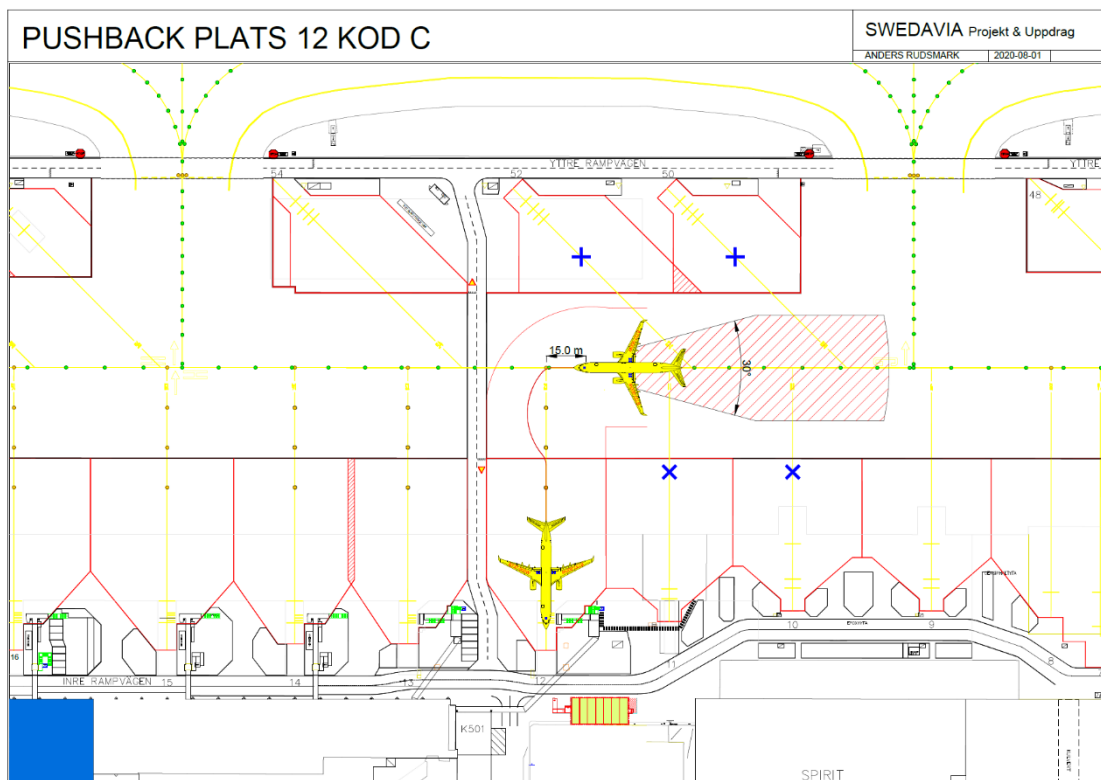 PUSHBACK PLATS 12 KOD C
SWEDAVIA Projekt & Uppdrag
ANDERS RUDSMARK 2020-08-01
YTTRE RAMPVÄGEN
YTTRE
54
52
50
48
15.0 m
30°
16
INRE RAMPVÄGEN
15
14
13
12
11
10
9
8
K501
SPIRIT